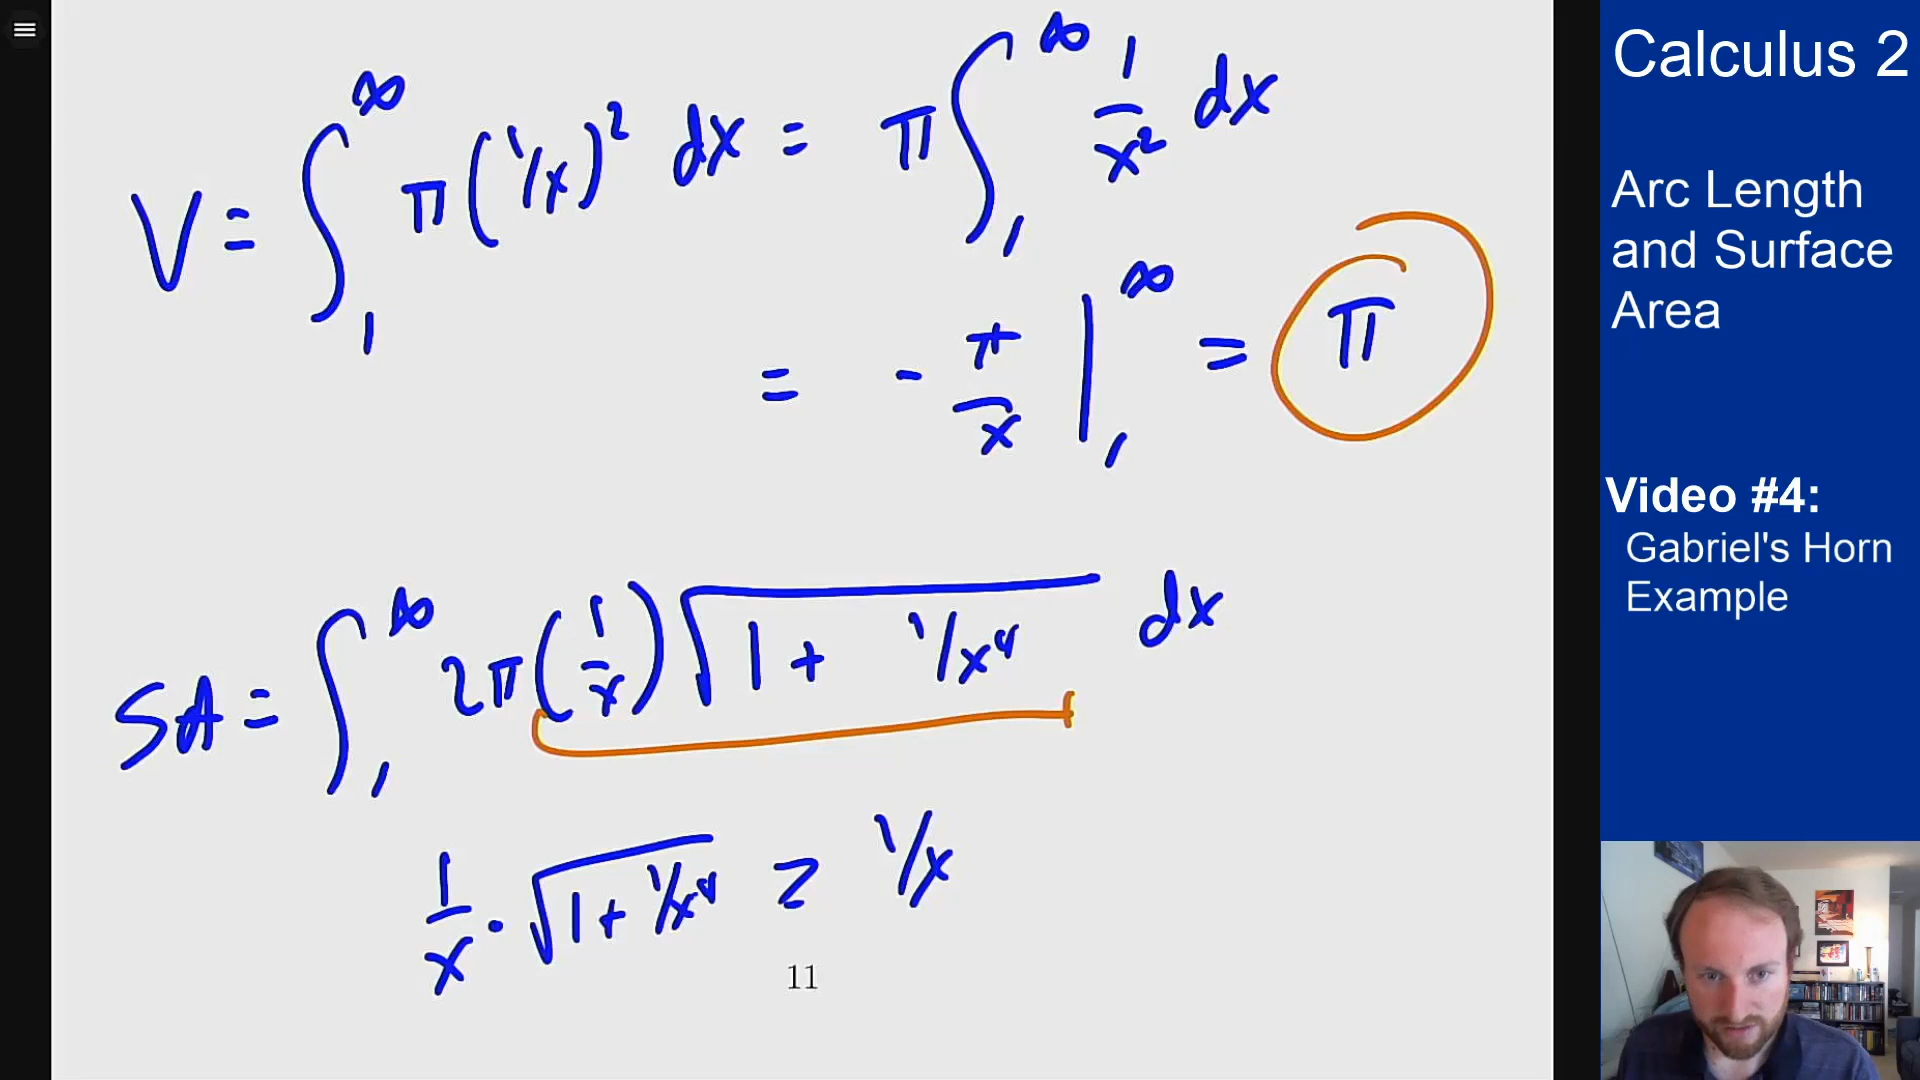 V = ∫₁^∞ π(1/x)² dx = π ∫₁^∞ 1/x² dx
= - π/x |₁^∞ = π
SA = ∫₁^∞ 2π(1/x)√(1 + 1/x⁴) dx
1/x · √(1 + 1/x⁴) ≥ 1/x
11
Calculus 2
Arc Length
and Surface
Area
Video #4:
Gabriel's Horn
Example